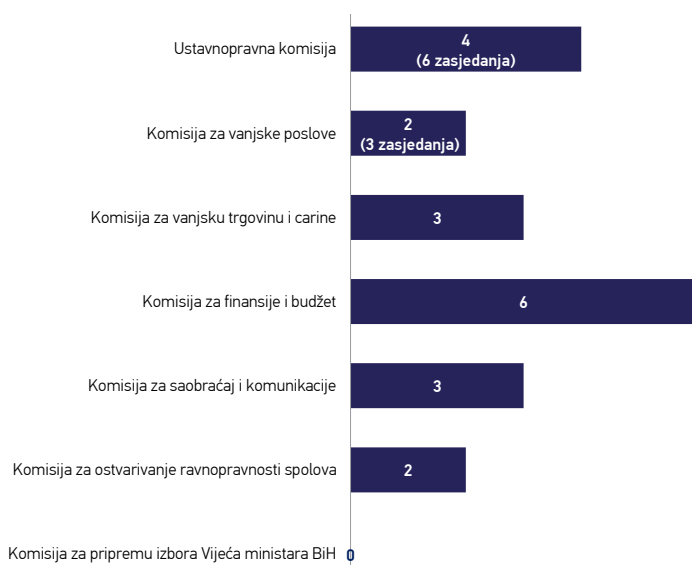 Ustavnopravna komisija
4
(6 zasjedanja)
Komisija za vanjske poslove
2
(3 zasjedanja)
Komisija za vanjsku trgovinu i carine
3
Komisija za finansije i budžet
6
Komisija za saobraćaj i komunikacije
3
Komisija za ostvarivanje ravnopravnosti spolova
2
Komisija za pripremu izbora Vijeća ministara BiH
0